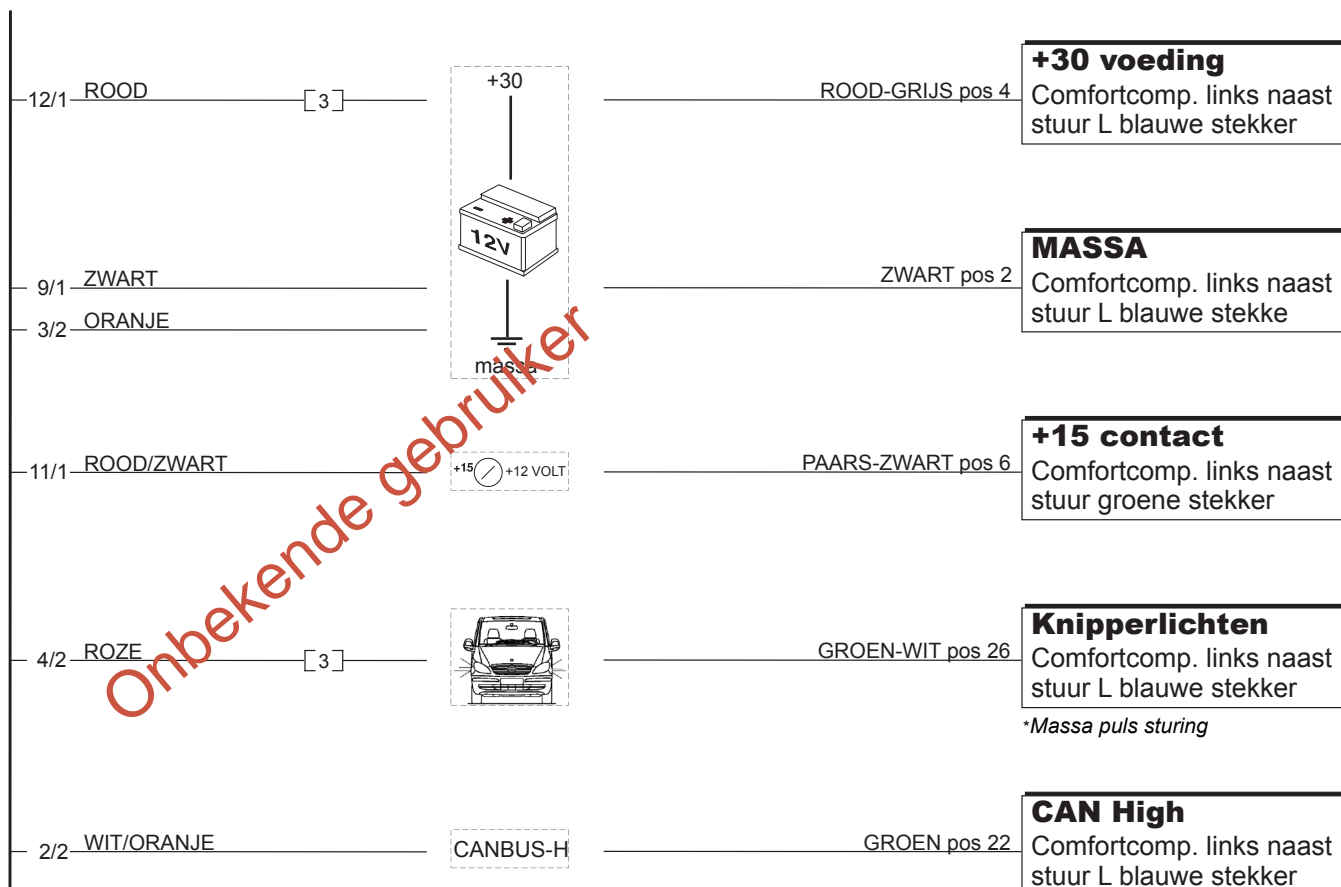 12/1 ROOD [3] +30 ROOD-GRIJS pos 4
+30 voeding
Comfortcomp. links naast
stuur L blauwe stekker
12V
9/1 ZWART ZWART pos 2
3/2 ORANJE
massa
MASSA
Comfortcomp. links naast
stuur L blauwe stekke
11/1 ROOD/ZWART +15 +12 VOLT PAARS-ZWART pos 6
+15 contact
Comfortcomp. links naast
stuur groene stekker
Onbekende gebruiker
4/2 ROZE [3] GROEN-WIT pos 26
Knipperlichten
Comfortcomp. links naast
stuur L blauwe stekker
*Massa puls sturing
2/2 WIT/ORANJE CANBUS-H GROEN pos 22
CAN High
Comfortcomp. links naast
stuur L blauwe stekker